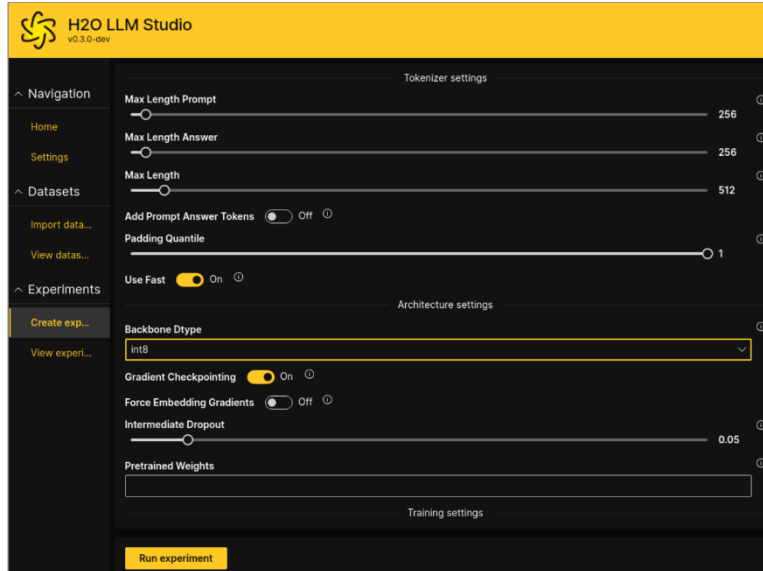 H2O LLM Studio
v0.3.0-dev
Navigation
Home
Settings
Datasets
Import data...
View datas...
Experiments
Create exp...
View experi...
Tokenizer settings
Max Length Prompt
256
Max Length Answer
256
Max Length
512
Add Prompt Answer Tokens Off
Padding Quantile
1
Use Fast On
Architecture settings
Backbone Dtype
int8
Gradient Checkpointing On
Force Embedding Gradients Off
Intermediate Dropout
0.05
Pretrained Weights
Training settings
Run experiment